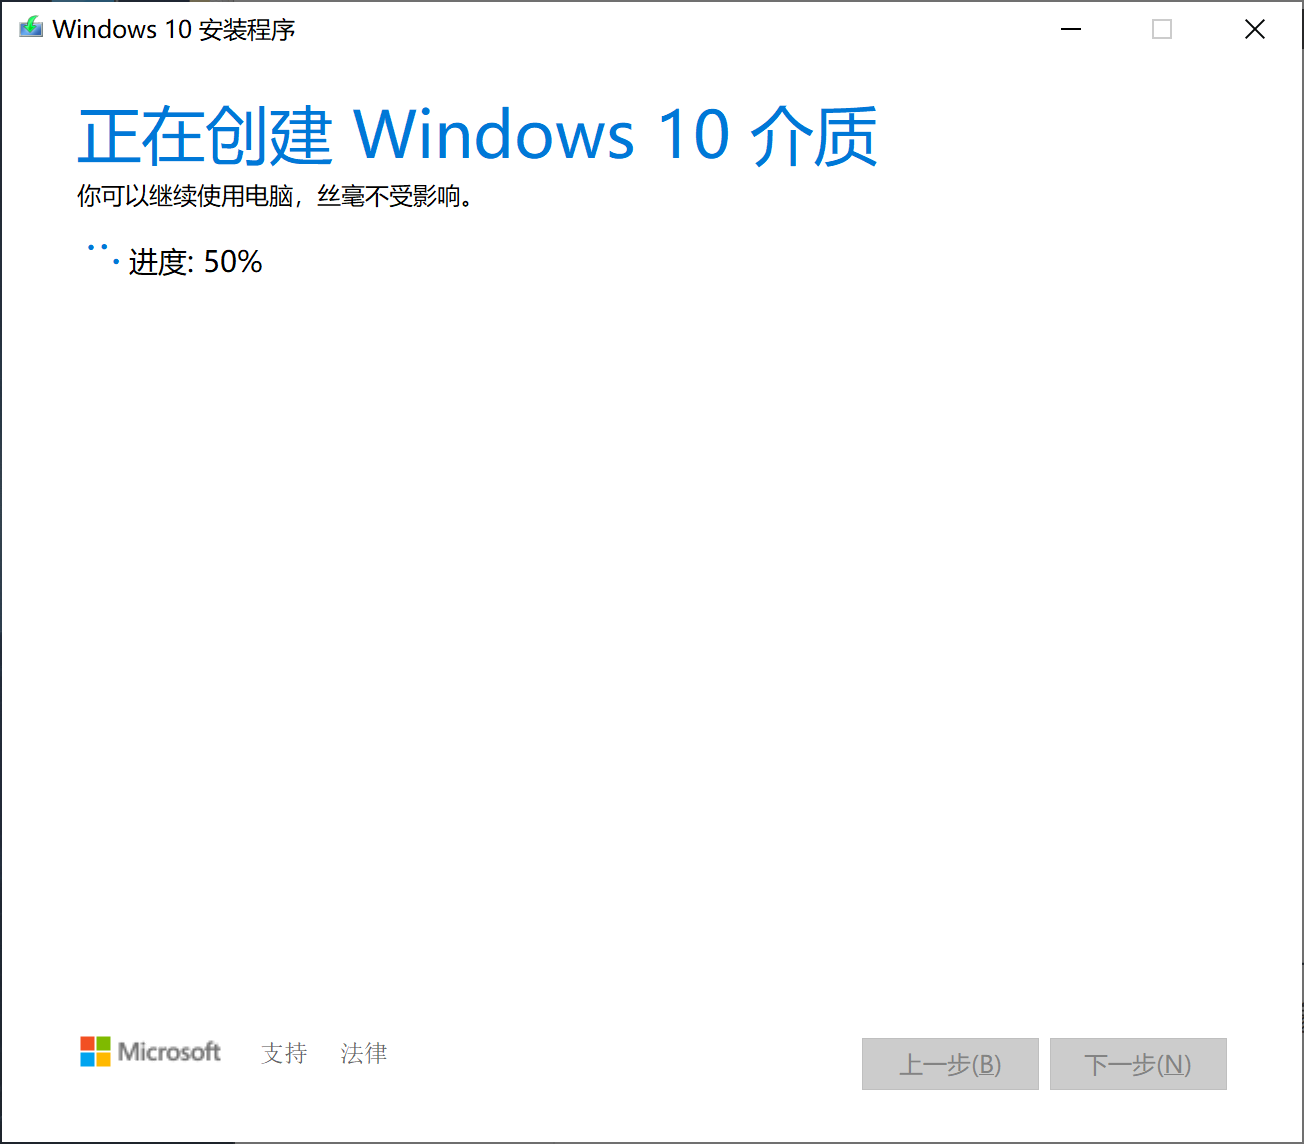 Windows 10 安装程序
正在创建 Windows 10 介质
你可以继续使用电脑，丝毫不受影响。
进度: 50%
Microsoft 支持 法律
上一步(B) 下一步(N)